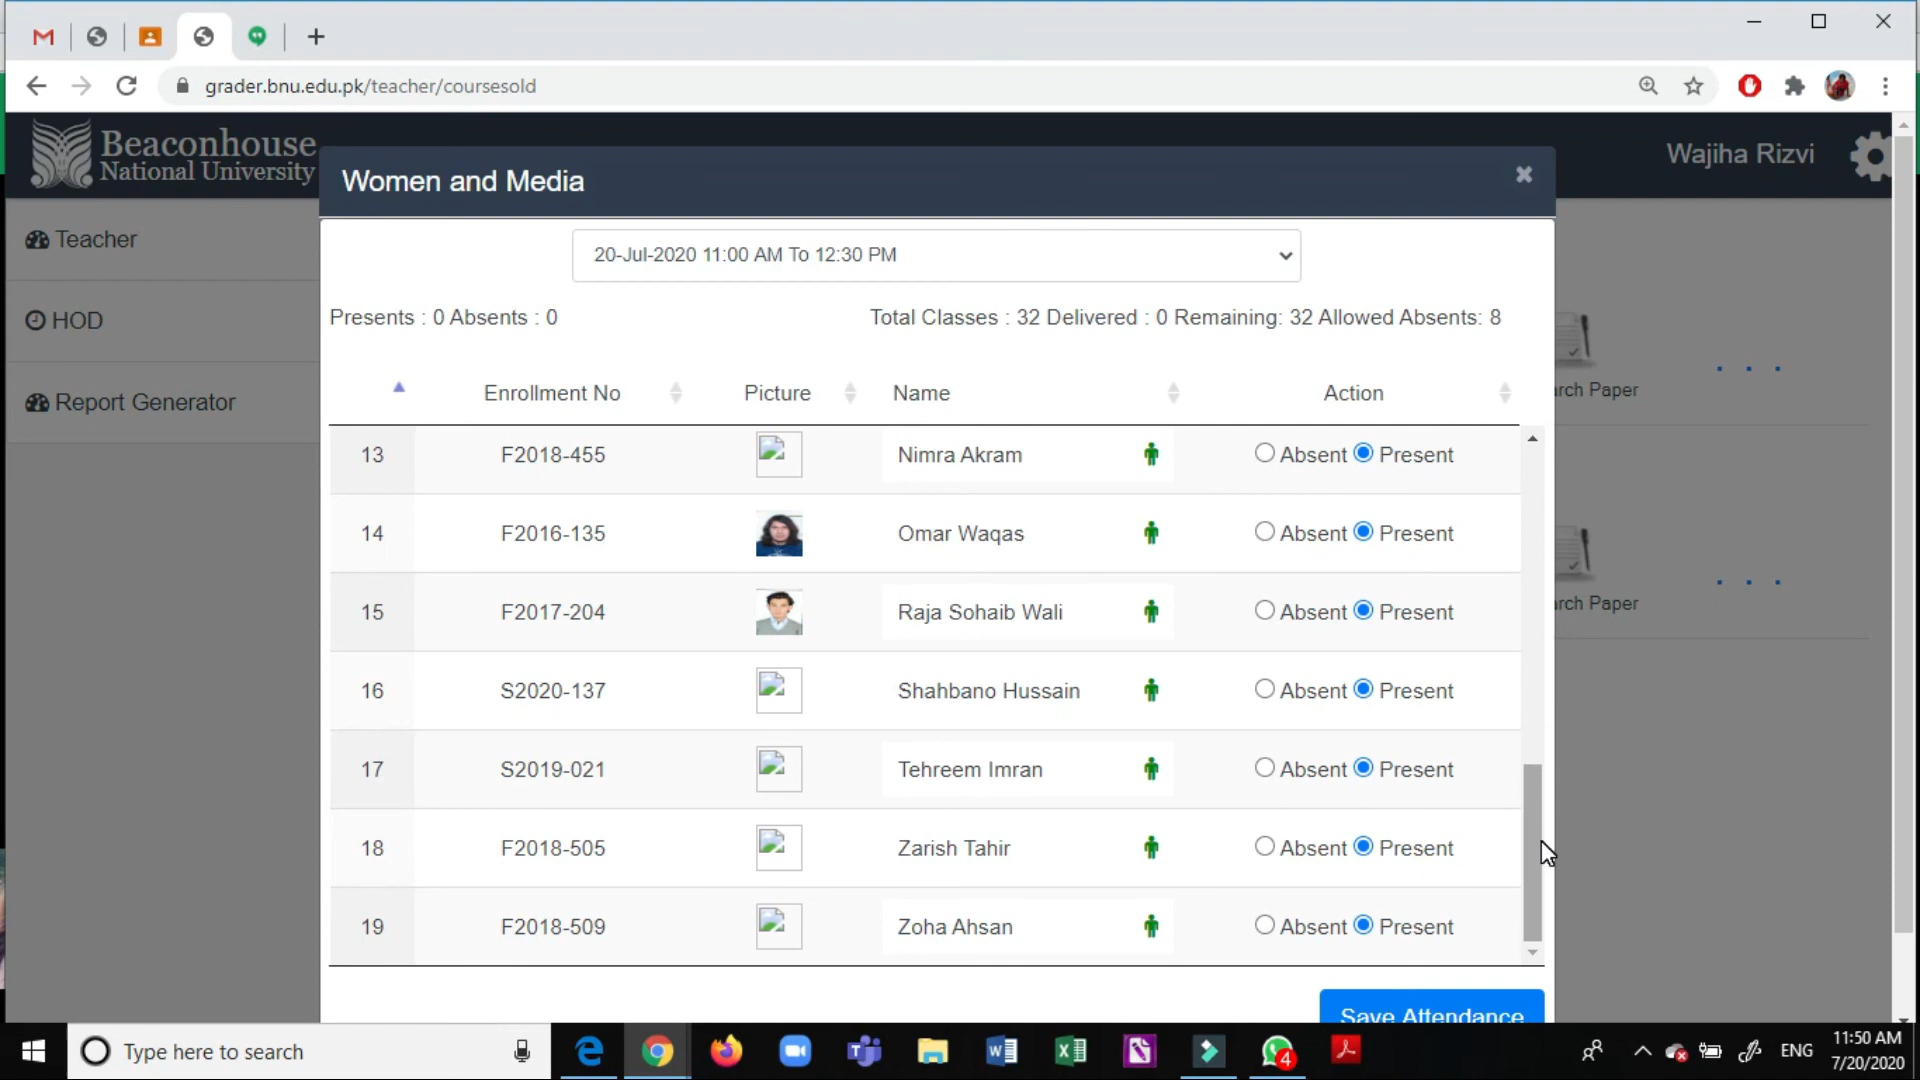 grader.bnu.edu.pk/teacher/coursesold
Beaconhouse
National University
Wajiha Rizvi
Women and Media
Teacher
HOD
Report Generator
20-Jul-2020 11:00 AM To 12:30 PM
Presents : 0 Absents : 0
Total Classes : 32 Delivered : 0 Remaining: 32 Allowed Absents: 8
Enrollment No Picture Name Action
13 F2018-455 Nimra Akram Absent Present
14 F2016-135 Omar Waqas Absent Present
15 F2017-204 Raja Sohaib Wali Absent Present
16 S2020-137 Shahbano Hussain Absent Present
17 S2019-021 Tehreem Imran Absent Present
18 F2018-505 Zarish Tahir Absent Present
19 F2018-509 Zoha Ahsan Absent Present
rch Paper
rch Paper
Save Attendance
Type here to search
4
ENG
11:50 AM
7/20/2020